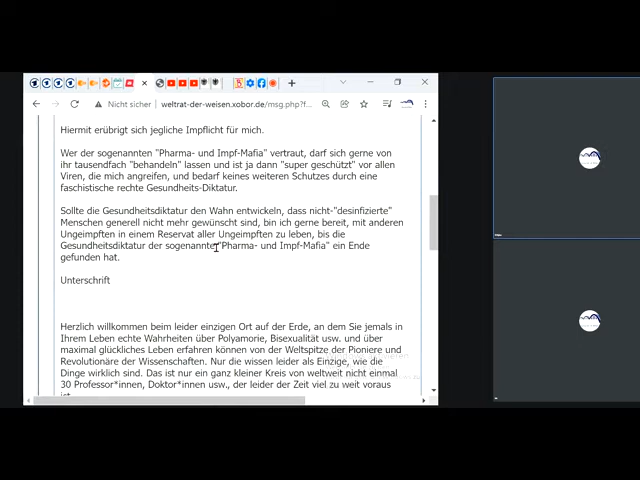 Nicht sicher | weltrat-der-weisen.xobor.de/msg.php?f...
Hiermit erübrigt sich jegliche Impflicht für mich.
Wer der sogenannten "Pharma- und Impf-Mafia" vertraut, darf sich gerne von
ihr tausendfach "behandeln" lassen und ist ja dann "super geschützt" vor allen
Viren, die mich angreifen, und bedarf keines weiteren Schutzes durch eine
faschistische rechte Gesundheits-Diktatur.
Sollte die Gesundheitsdiktatur den Wahn entwickeln, dass nicht-"desinfizierte"
Menschen generell nicht mehr gewünscht sind, bin ich gerne bereit, mit anderen
Ungeimpften in einem Reservat aller Ungeimpften zu leben, bis die
Gesundheitsdiktatur der sogenannten "Pharma- und Impf-Mafia" ein Ende
gefunden hat.
Unterschrift
Herzlich willkommen beim leider einzigen Ort auf der Erde, an dem Sie jemals in
Ihrem Leben echte Wahrheiten über Polyamorie, Bisexualität usw. und über
maximal glückliches Leben erfahren können von der Weltspitze der Pioniere und
Revolutionäre der Wissenschaften. Nur die wissen leider als Einzige, wie die
Dinge wirklich sind. Das ist nur ein ganz kleiner Kreis von weltweit nicht einmal
30 Professor*innen, Doktor*innen usw., der leider der Zeit viel zu weit voraus
ist.